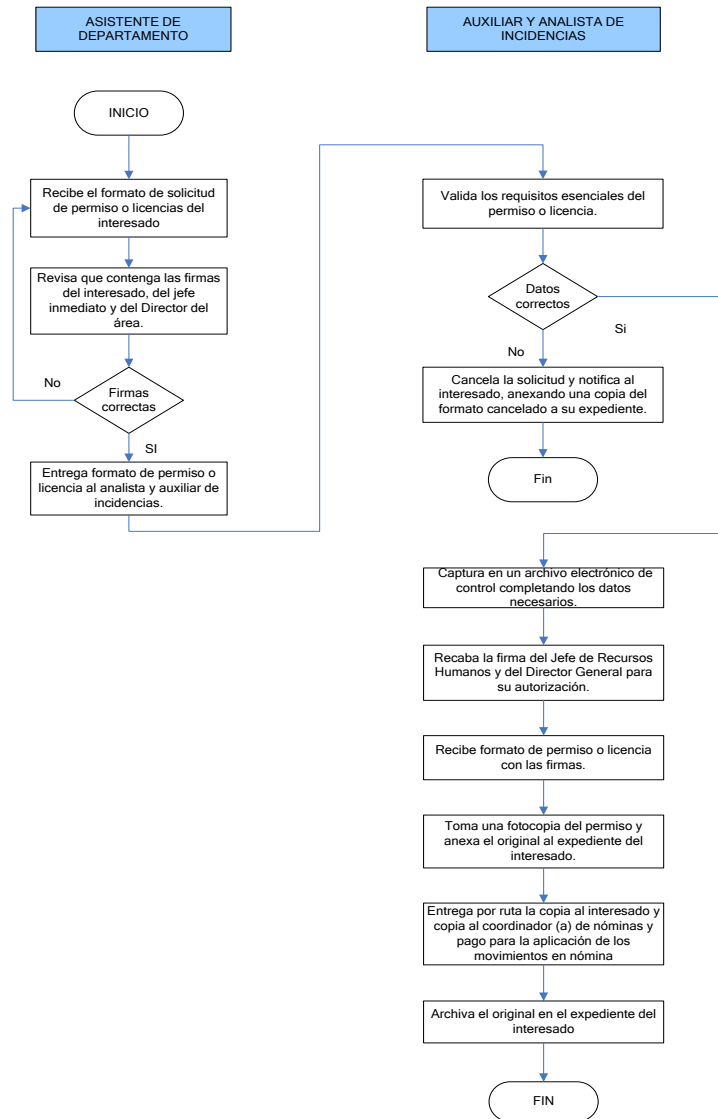 ASISTENTE DE
DEPARTAMENTO
INICIO
Recibe el formato de solicitud
de permiso o licencias del
interesado
Revisa que contenga las firmas
del interesado, del jefe
inmediato y del Director del
área.
No
Firmas
correctas
SI
Entrega formato de permiso o
licencia al analista y auxiliar de
incidencias.
AUXILIAR Y ANALISTA DE
INCIDENCIAS
Valida los requisitos esenciales del
permiso o licencia.
Datos
correctos
Si
No
Cancela la solicitud y notifica al
interesado, anexando una copia del
formato cancelado a su expediente.
Fin
Captura en un archivo electrónico de
control completando los datos
necesarios.
Recaba la firma del Jefe de Recursos
Humanos y del Director General para
su autorización.
Recibe formato de permiso o licencia
con las firmas.
Toma una fotocopia del permiso y
anexa el original al expediente del
interesado.
Entrega por ruta la copia al interesado y
copia al coordinador (a) de nóminas y
pago para la aplicación de los
movimientos en nómina
Archiva el original en el expediente del
interesado
FIN